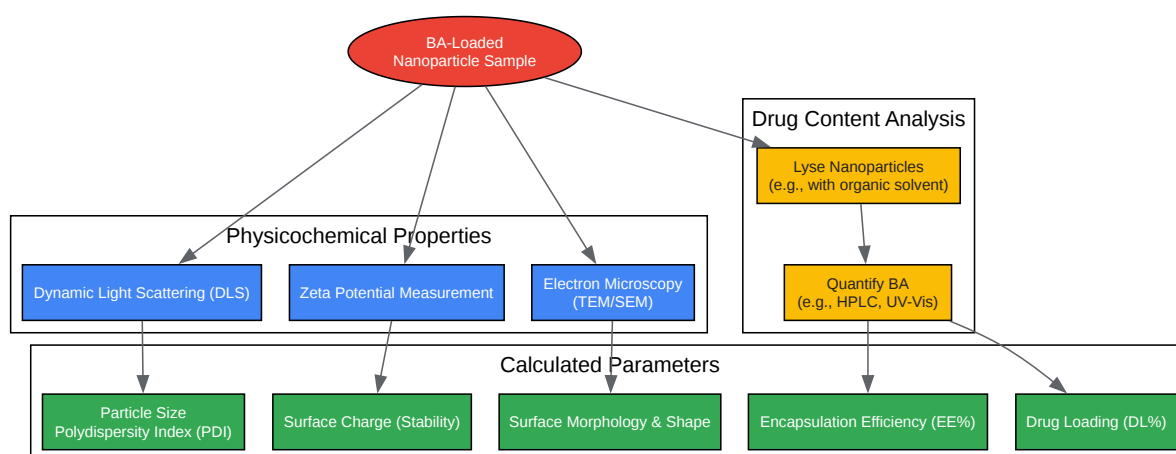 BA-Loaded
Nanoparticle Sample
Drug Content Analysis
Lyse Nanoparticles
(e.g., with organic solvent)
Physicochemical Properties
Dynamic Light Scattering (DLS)
Zeta Potential Measurement
Electron Microscopy
(TEM/SEM)
Quantify BA
(e.g., HPLC, UV-Vis)
Calculated Parameters
Particle Size
Polydispersity Index (PDI)
Surface Charge (Stability)
Surface Morphology & Shape
Encapsulation Efficiency (EE%)
Drug Loading (DL%)